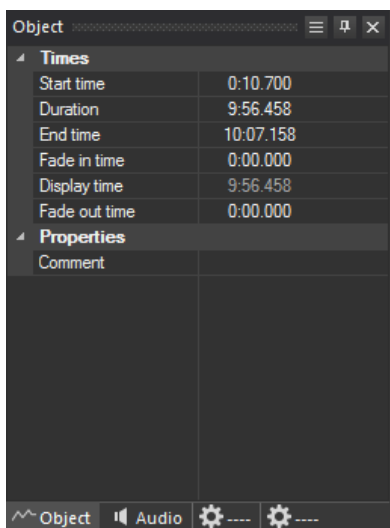 Object
Times
Start time 0:10.700
Duration 9:56.458
End time 10:07.158
Fade in time 0:00.000
Display time 9:56.458
Fade out time 0:00.000
Properties
Comment
Object Audio ---- ----